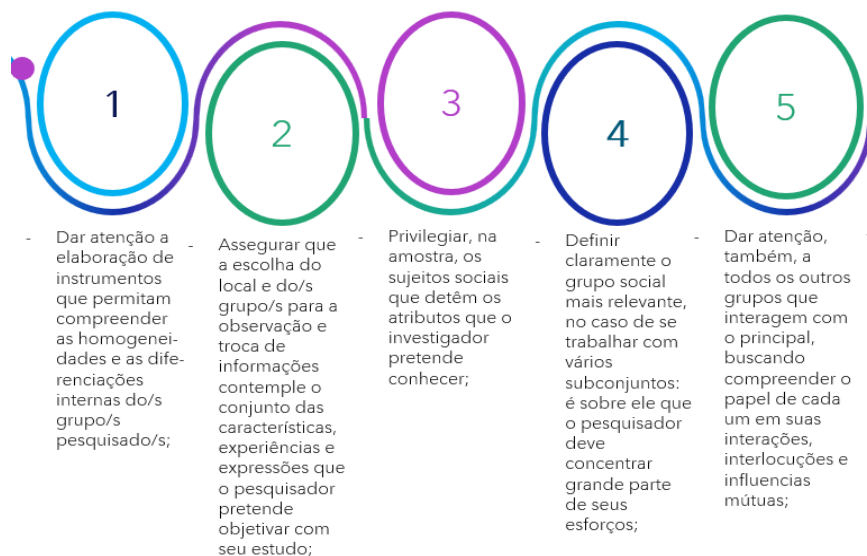 1
- Dar atenção a
elaboração de
instrumentos
que permitam
compreender
as homogenei-
dades e as dife-
renciações
internas do/s
grupo/s
pesquisado/s;
2
- Assegurar que
a escolha do
local e do/s
grupo/s para a
observação e
troca de
informações
contemple o
conjunto das
características,
experiências e
expressões que
o pesquisador
pretende
objetivar com
seu estudo;
3
- Privilegiar, na
amostra, os
sujeitos sociais
que detêm os
atributos que o
investigador
pretende
conhecer;
4
- Definir
claramente o
grupo social
mais relevante,
no caso de se
trabalhar com
vários
subconjuntos:
é sobre ele que
o pesquisador
deve
concentrar
grande parte
de seus
esforços;
5
- Dar atenção,
também, a
todos os outros
grupos que
interagem com
o principal,
buscando
compreender o
papel de cada
um em suas
interações,
interlocuções e
influencias
mútuas;